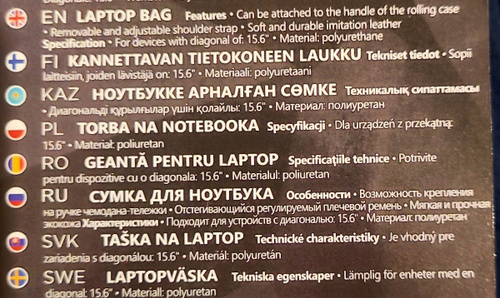 EN LAPTOP BAG Features • Can be attached to the handle of the rolling case
• Removable and adjustable shoulder strap • Soft and durable imitation leather
Specification • For devices with diagonal of: 15.6" • Material: polyurethane
FI KANNETTAVAN TIETOKONEEN LAUKKU Tekniset tiedot • Sopii
laitteisiin, joiden lävistäjä on: 15.6" • Materiaali: polyuretaani
KAZ НОУТБУККЕ АРНАЛҒАН СӨМКЕ Техникалық сипаттамасы
• Диагональді құрылғылар үшін қолайлы: 15.6" • Материал: полиуретан
PL TORBA NA NOTEBOOKA Specyfikacji • Dla urządzeń z przekątną:
15.6" • Materiał: poliuretan
RO GEANTĂ PENTRU LAPTOP Specificaţiile tehnice • Potrivite
pentru dispozitive cu o diagonala: 15.6" • Materialul: poliuretan
RU СУМКА ДЛЯ НОУТБУКА Особенности • Возможность крепления
на ручке чемодана-тележки • Отстегивающийся регулируемый плечевой ремень • Мягкая и прочная
экокожа Характеристики • Подходит для устройств с диагональю: 15.6" • Материал: полиуретан
SVK TAŠKA NA LAPTOP Technické charakteristiky • Je vhodný pre
zariadenia s diagonálou: 15.6" • Materiál: polyuretán
SWE LAPTOPVÄSKA Tekniska egenskaper • Lämplig för enheter med en
diagonal: 15.6" • Materiall: polyuretan